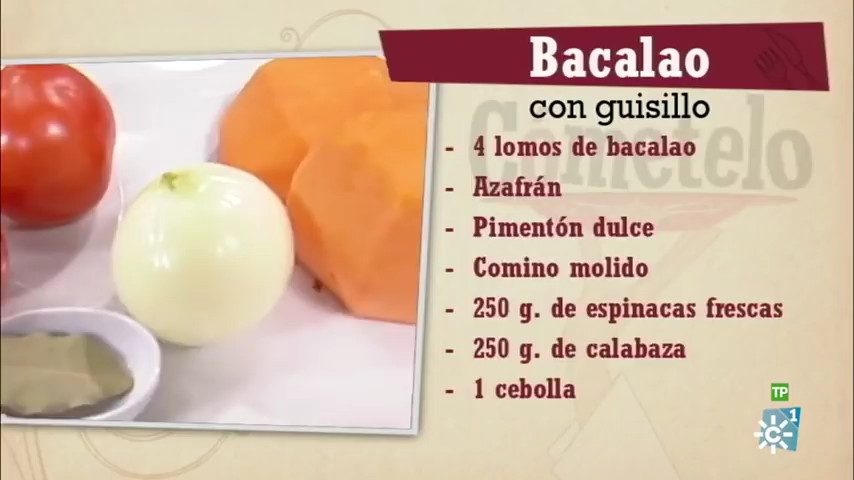 Bacalao
con guisillo
Cometelo
- 4 lomos de bacalao
- Azafrán
- Pimentón dulce
- Comino molido
- 250 g. de espinacas frescas
- 250 g. de calabaza
- 1 cebolla
TP
1